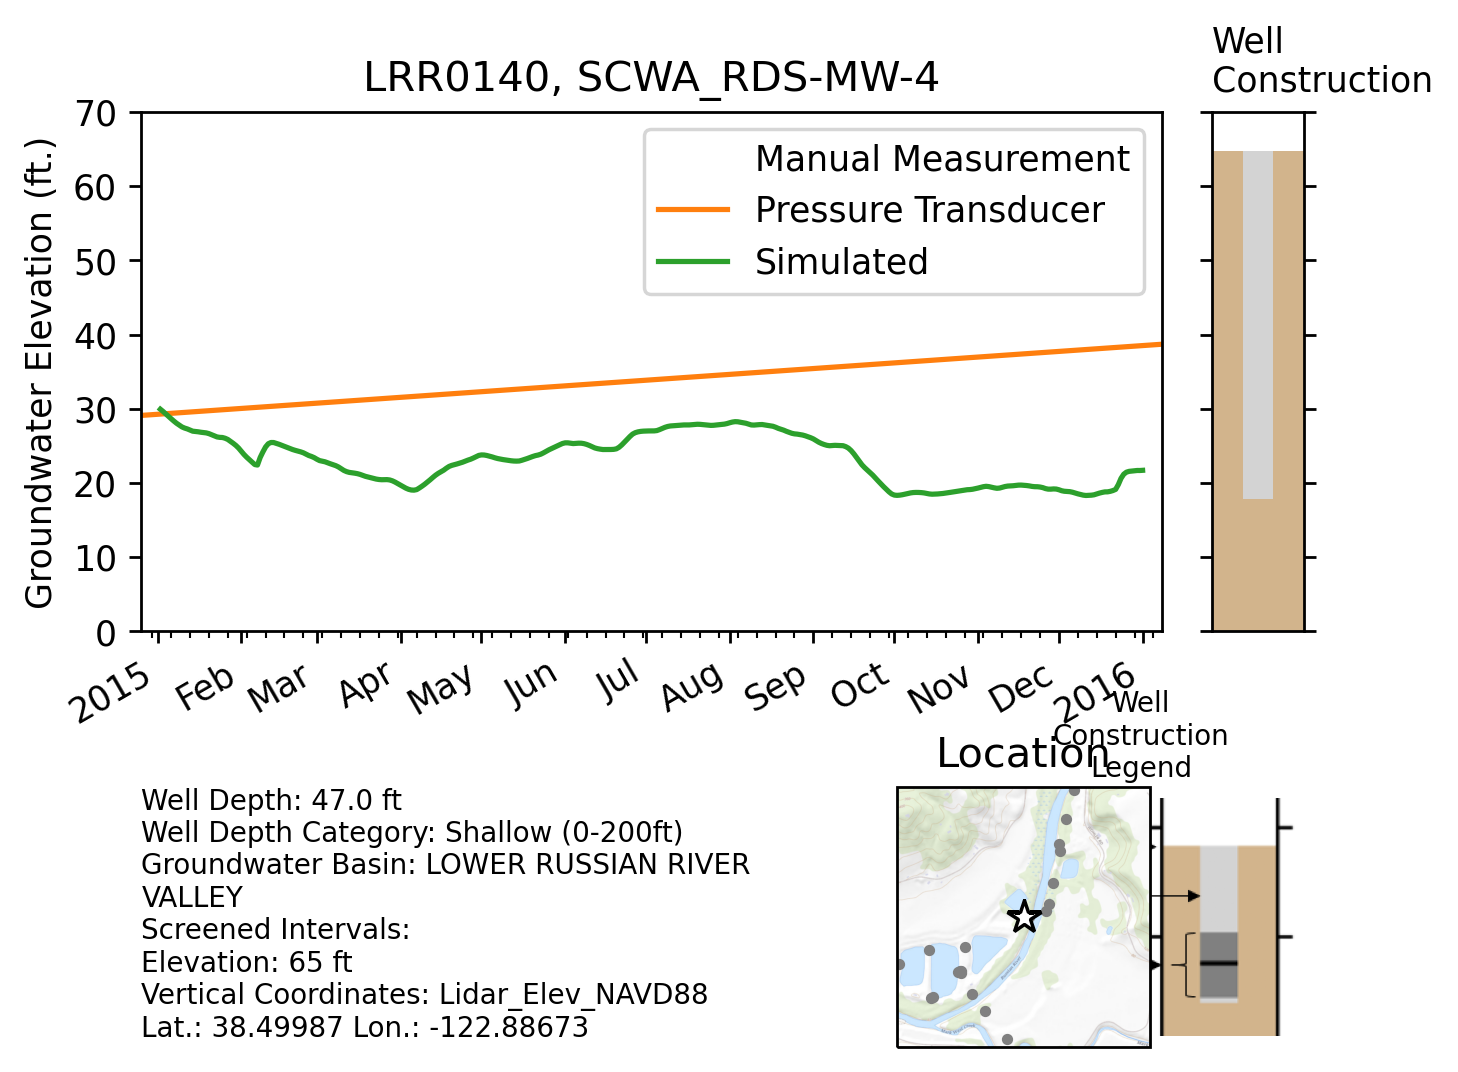 Well
Construction
LRR0140, SCWA_RDS-MW-4
Groundwater Elevation (ft.)
70
60
50
40
30
20
10
0
Manual Measurement
Pressure Transducer
Simulated
2015
Feb
Mar
Apr
May
Jun
Jul
Aug
Sep
Oct
Nov
Dec
2016
Well
Construction
Legend
Location
Well Depth: 47.0 ft
Well Depth Category: Shallow (0-200ft)
Groundwater Basin: LOWER RUSSIAN RIVER
VALLEY
Screened Intervals:
Elevation: 65 ft
Vertical Coordinates: Lidar_Elev_NAVD88
Lat.: 38.49987 Lon.: -122.88673